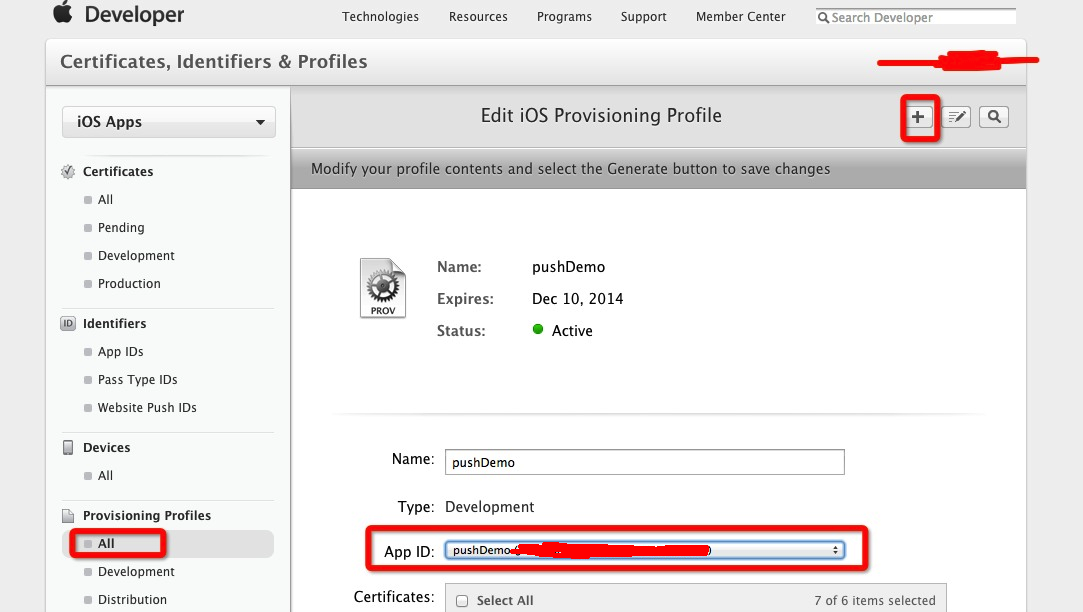 Developer
Technologies Resources Programs Support Member Center Search Developer
Certificates, Identifiers & Profiles
iOS Apps
Edit iOS Provisioning Profile
Modify your profile contents and select the Generate button to save changes
Certificates
All
Pending
Development
Production
ID Identifiers
App IDs
Pass Type IDs
Website Push IDs
Devices
All
Provisioning Profiles
All
Development
Distribution
PROV
Name: pushDemo
Expires: Dec 10, 2014
Status: Active
Name: pushDemo
Type: Development
App ID: pushDemo
Certificates: Select All 7 of 6 items selected